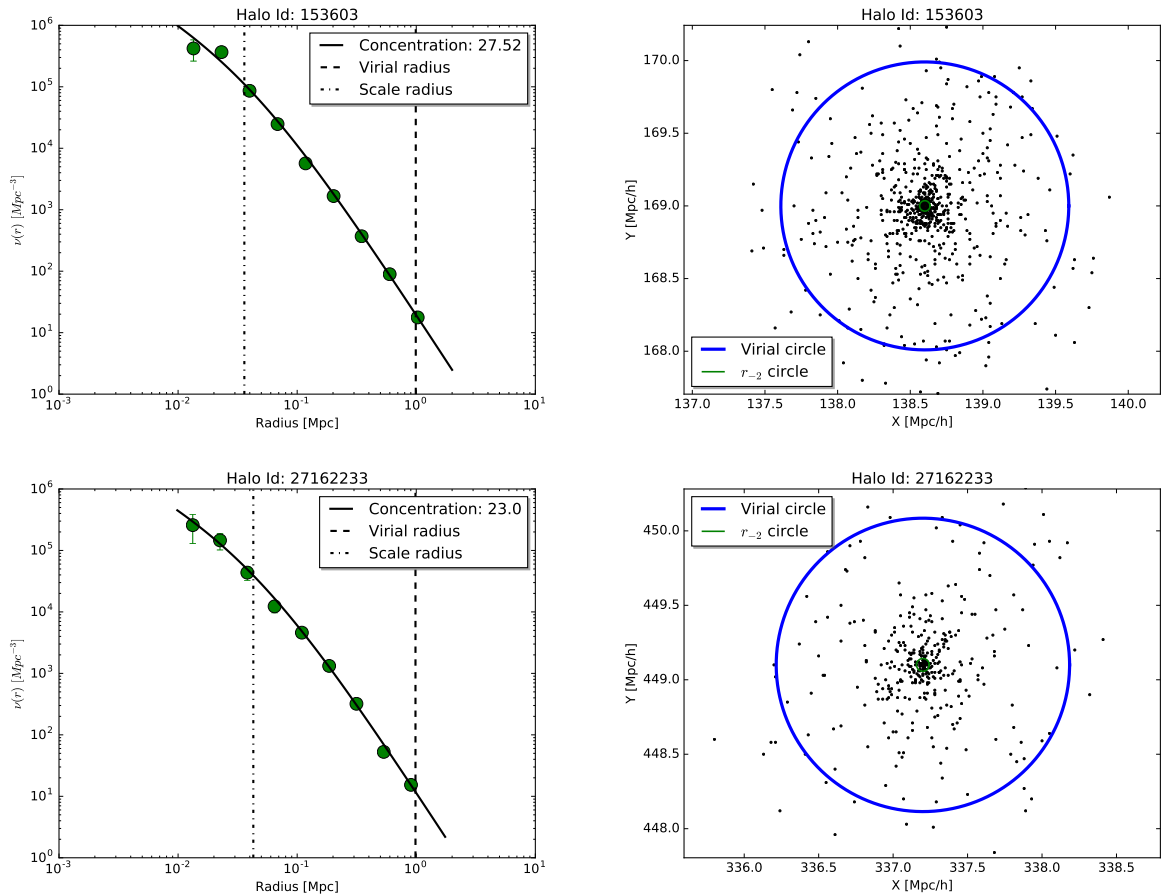 Halo Id: 153603
10^6
10^5
10^4
10^3
10^2
10^1
10^0
ν(r) [Mpc^-3]
Concentration: 27.52
Virial radius
Scale radius
10^-3 10^-2 10^-1 10^0 10^1
Radius [Mpc]
Halo Id: 153603
170.0
169.5
169.0
168.5
168.0
Y [Mpc/h]
Virial circle
r_-2 circle
137.0 137.5 138.0 138.5 139.0 139.5 140.0
X [Mpc/h]
Halo Id: 27162233
10^6
10^5
10^4
10^3
10^2
10^1
10^0
ν(r) [Mpc^-3]
Concentration: 23.0
Virial radius
Scale radius
10^-3 10^-2 10^-1 10^0 10^1
Radius [Mpc]
Halo Id: 27162233
450.0
449.5
449.0
448.5
448.0
Y [Mpc/h]
Virial circle
r_-2 circle
336.0 336.5 337.0 337.5 338.0 338.5
X [Mpc/h]